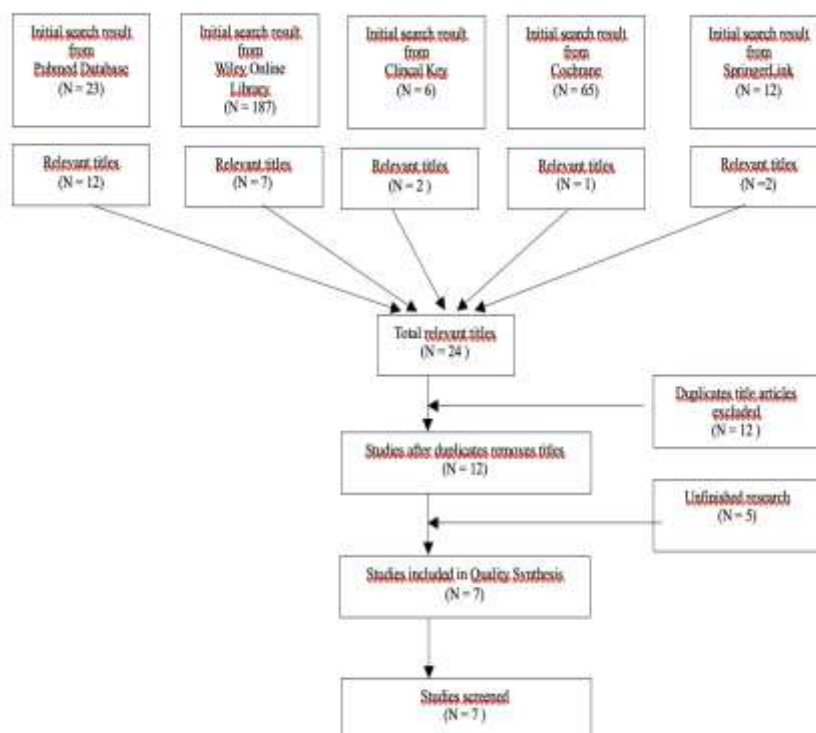 Initial search result
from
Pubmed Database
(N = 23)
Initial search result
from
Wiley Online
Library
(N = 187)
Initial search result
from
Clincal Key
(N = 6)
Initial search result
from
Cochrane
(N = 65)
Initial search result
from
SpringerLink
(N = 12)
Relevant titles
(N = 12)
Relevant titles
(N = 7)
Relevant titles
(N = 2 )
Relevant titles
(N = 1)
Relevant titles
(N =2)
Total relevant titles
(N = 24 )
Duplicates title articles
excluded
(N = 12 )
Studies after duplicates removes titles
(N = 12)
Unfinished research
(N = 5)
Studies included in Quality Synthesis
(N = 7)
Studies screened
(N = 7 )